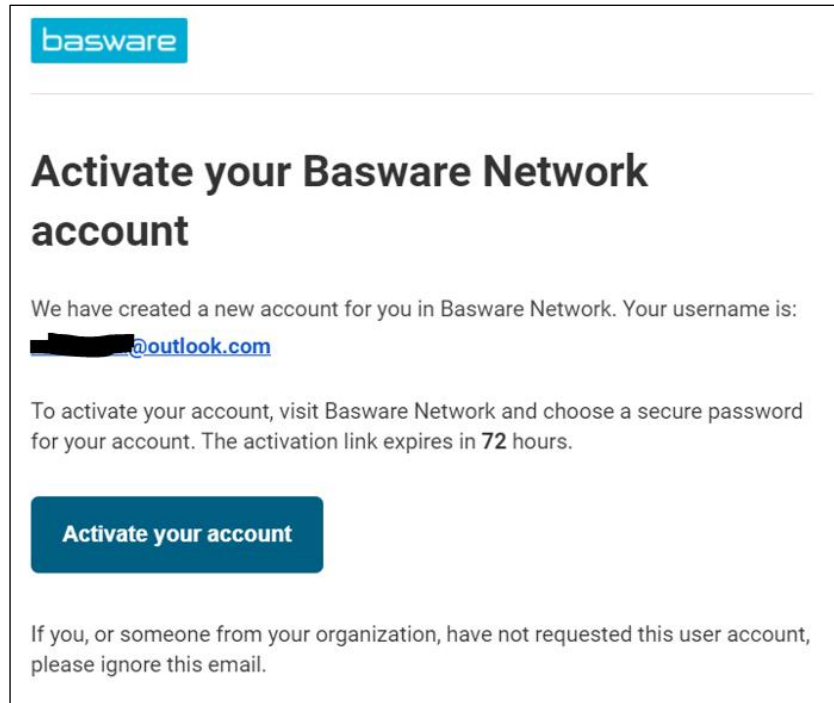 basware
Activate your Basware Network
account
We have created a new account for you in Basware Network. Your username is:
@outlook.com
To activate your account, visit Basware Network and choose a secure password
for your account. The activation link expires in 72 hours.
Activate your account
If you, or someone from your organization, have not requested this user account,
please ignore this email.